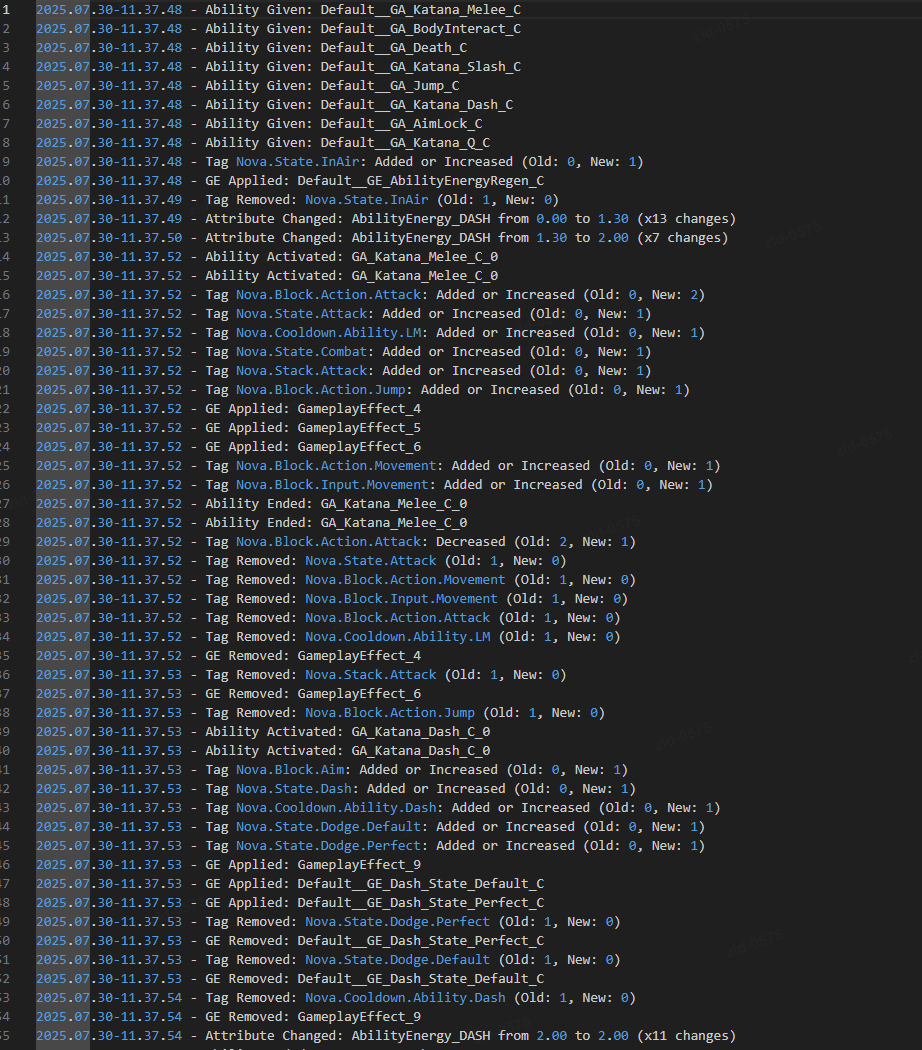 1 2025.07.30-11.37.48 - Ability Given: Default__GA_Katana_Melee_C
2 2025.07.30-11.37.48 - Ability Given: Default__GA_BodyInteract_C
3 2025.07.30-11.37.48 - Ability Given: Default__GA_Death_C
4 2025.07.30-11.37.48 - Ability Given: Default__GA_Katana_Slash_C
5 2025.07.30-11.37.48 - Ability Given: Default__GA_Jump_C
6 2025.07.30-11.37.48 - Ability Given: Default__GA_Katana_Dash_C
7 2025.07.30-11.37.48 - Ability Given: Default__GA_AimLock_C
8 2025.07.30-11.37.48 - Ability Given: Default__GA_Katana_Q_C
9 2025.07.30-11.37.48 - Tag Nova.State.InAir: Added or Increased (Old: 0, New: 1)
0 2025.07.30-11.37.48 - GE Applied: Default__GE_AbilityEnergyRegen_C
1 2025.07.30-11.37.49 - Tag Removed: Nova.State.InAir (Old: 1, New: 0)
2 2025.07.30-11.37.49 - Attribute Changed: AbilityEnergy_DASH from 0.00 to 1.30 (x13 changes)
3 2025.07.30-11.37.50 - Attribute Changed: AbilityEnergy_DASH from 1.30 to 2.00 (x7 changes)
4 2025.07.30-11.37.52 - Ability Activated: GA_Katana_Melee_C_0
5 2025.07.30-11.37.52 - Ability Activated: GA_Katana_Melee_C_0
6 2025.07.30-11.37.52 - Tag Nova.Block.Action.Attack: Added or Increased (Old: 0, New: 2)
7 2025.07.30-11.37.52 - Tag Nova.State.Attack: Added or Increased (Old: 0, New: 1)
8 2025.07.30-11.37.52 - Tag Nova.Cooldown.Ability.LM: Added or Increased (Old: 0, New: 1)
9 2025.07.30-11.37.52 - Tag Nova.State.Combat: Added or Increased (Old: 0, New: 1)
20 2025.07.30-11.37.52 - Tag Nova.Stack.Attack: Added or Increased (Old: 0, New: 1)
21 2025.07.30-11.37.52 - Tag Nova.Block.Action.Jump: Added or Increased (Old: 0, New: 1)
22 2025.07.30-11.37.52 - GE Applied: GameplayEffect_4
23 2025.07.30-11.37.52 - GE Applied: GameplayEffect_5
24 2025.07.30-11.37.52 - GE Applied: GameplayEffect_6
25 2025.07.30-11.37.52 - Tag Nova.Block.Action.Movement: Added or Increased (Old: 0, New: 1)
26 2025.07.30-11.37.52 - Tag Nova.Block.Input.Movement: Added or Increased (Old: 0, New: 1)
27 2025.07.30-11.37.52 - Ability Ended: GA_Katana_Melee_C_0
28 2025.07.30-11.37.52 - Ability Ended: GA_Katana_Melee_C_0
29 2025.07.30-11.37.52 - Tag Nova.Block.Action.Attack: Decreased (Old: 2, New: 1)
30 2025.07.30-11.37.52 - Tag Removed: Nova.State.Attack (Old: 1, New: 0)
31 2025.07.30-11.37.52 - Tag Removed: Nova.Block.Action.Movement (Old: 1, New: 0)
32 2025.07.30-11.37.52 - Tag Removed: Nova.Block.Input.Movement (Old: 1, New: 0)
33 2025.07.30-11.37.52 - Tag Removed: Nova.Block.Action.Attack (Old: 1, New: 0)
34 2025.07.30-11.37.52 - Tag Removed: Nova.Cooldown.Ability.LM (Old: 1, New: 0)
35 2025.07.30-11.37.52 - GE Removed: GameplayEffect_4
36 2025.07.30-11.37.53 - Tag Removed: Nova.Stack.Attack (Old: 1, New: 0)
37 2025.07.30-11.37.53 - GE Removed: GameplayEffect_6
38 2025.07.30-11.37.53 - Tag Removed: Nova.Block.Action.Jump (Old: 1, New: 0)
39 2025.07.30-11.37.53 - Ability Activated: GA_Katana_Dash_C_0
40 2025.07.30-11.37.53 - Ability Activated: GA_Katana_Dash_C_0
41 2025.07.30-11.37.53 - Tag Nova.Block.Aim: Added or Increased (Old: 0, New: 1)
42 2025.07.30-11.37.53 - Tag Nova.State.Dash: Added or Increased (Old: 0, New: 1)
43 2025.07.30-11.37.53 - Tag Nova.Cooldown.Ability.Dash: Added or Increased (Old: 0, New: 1)
44 2025.07.30-11.37.53 - Tag Nova.State.Dodge.Default: Added or Increased (Old: 0, New: 1)
45 2025.07.30-11.37.53 - Tag Nova.State.Dodge.Perfect: Added or Increased (Old: 0, New: 1)
46 2025.07.30-11.37.53 - GE Applied: GameplayEffect_9
47 2025.07.30-11.37.53 - GE Applied: Default__GE_Dash_State_Default_C
48 2025.07.30-11.37.53 - GE Applied: Default__GE_Dash_State_Perfect_C
49 2025.07.30-11.37.53 - Tag Removed: Nova.State.Dodge.Perfect (Old: 1, New: 0)
50 2025.07.30-11.37.53 - GE Removed: Default__GE_Dash_State_Perfect_C
51 2025.07.30-11.37.53 - Tag Removed: Nova.State.Dodge.Default (Old: 1, New: 0)
52 2025.07.30-11.37.53 - GE Removed: Default__GE_Dash_State_Default_C
53 2025.07.30-11.37.54 - Tag Removed: Nova.Cooldown.Ability.Dash (Old: 1, New: 0)
54 2025.07.30-11.37.54 - GE Removed: GameplayEffect_9
55 2025.07.30-11.37.54 - Attribute Changed: AbilityEnergy_DASH from 2.00 to 2.00 (x11 changes)